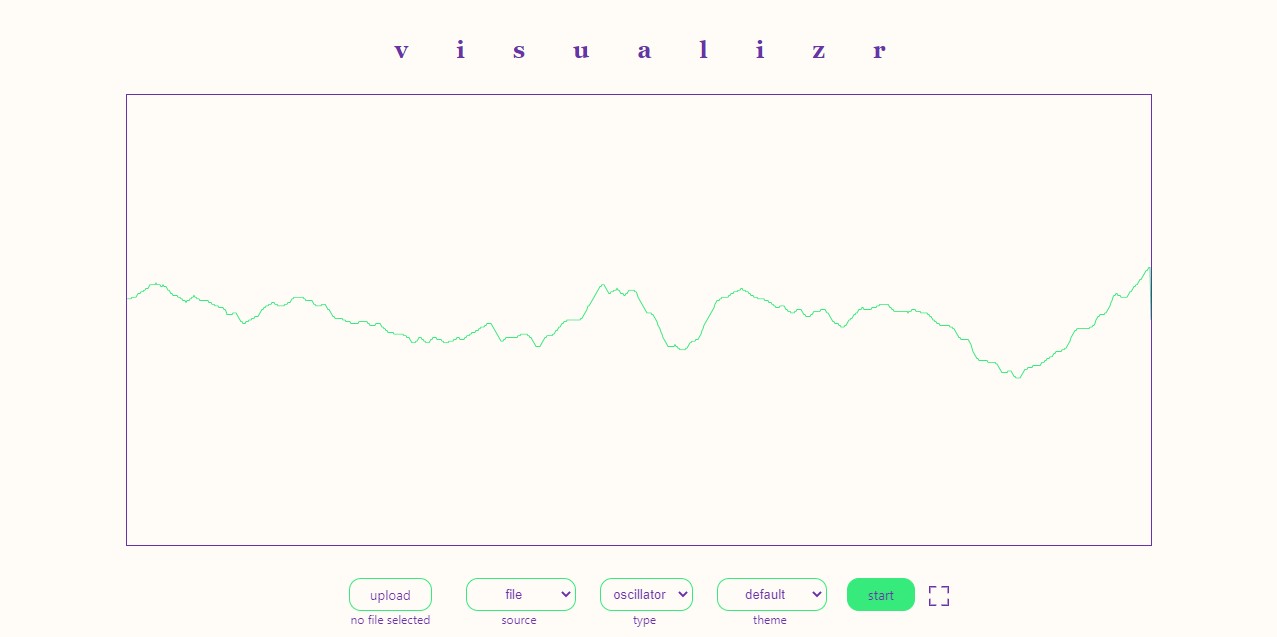 v i s u a l i z r
upload file oscillator default start
no file selected source type theme